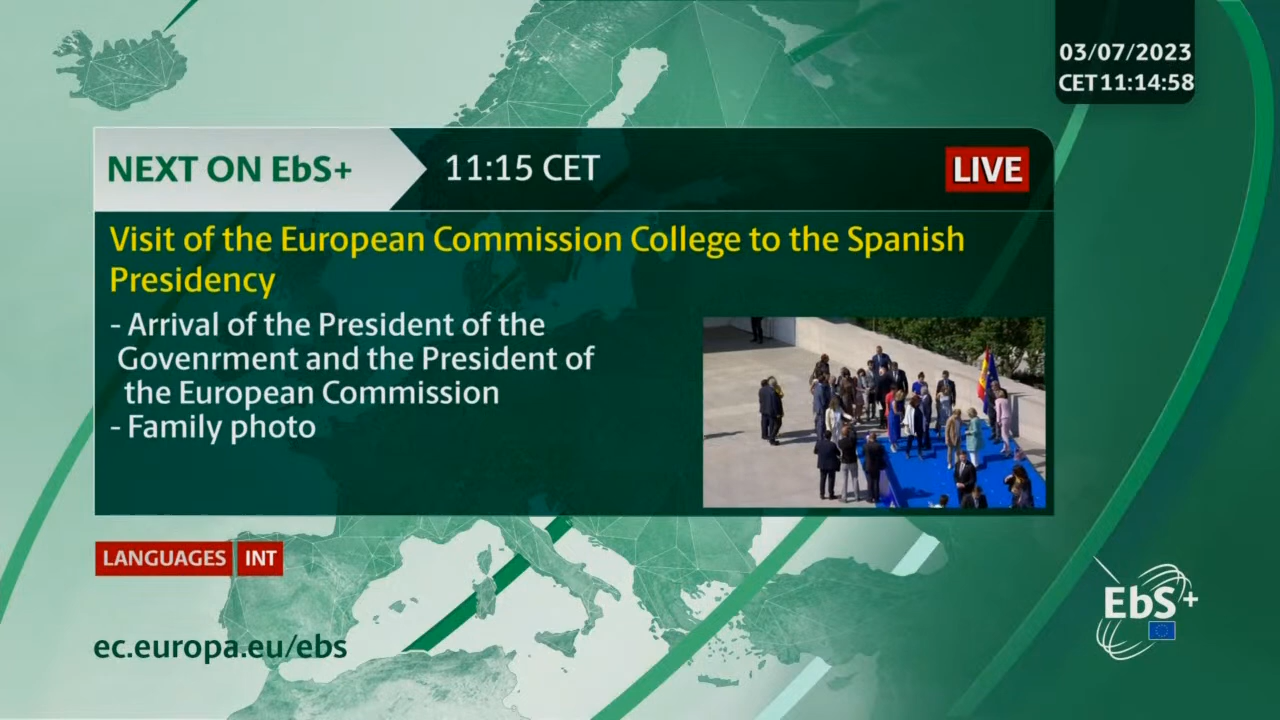 03/07/2023
CET 11:14:58
NEXT ON EbS+
11:15 CET
LIVE
Visit of the European Commission College to the Spanish
Presidency
- Arrival of the President of the
Govenrment and the President of
the European Commission
- Family photo
LANGUAGES INT
EbS+
ec.europa.eu/ebs